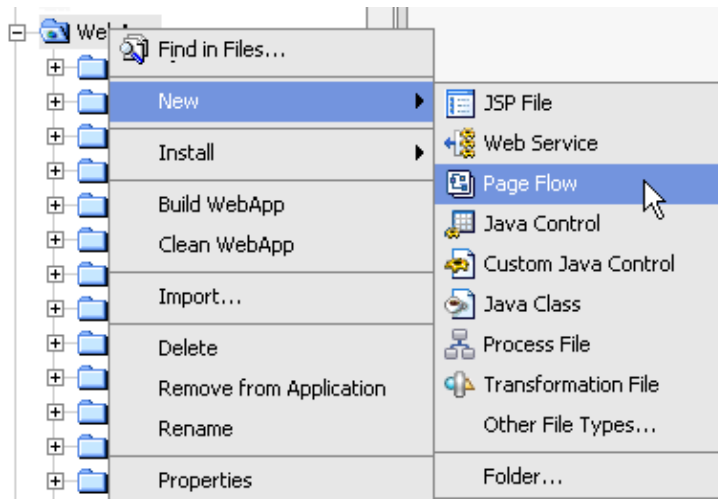 Web
Find in Files...
New
Install
Build WebApp
Clean WebApp
Import...
Delete
Remove from Application
Rename
Properties
JSP File
Web Service
Page Flow
Java Control
Custom Java Control
Java Class
Process File
Transformation File
Other File Types...
Folder...